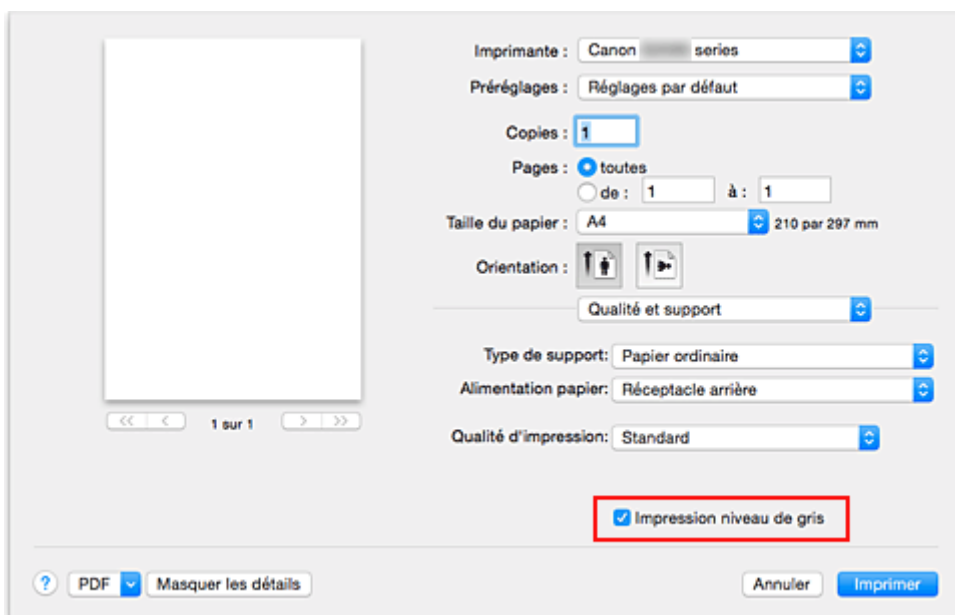 Imprimante : Canon series
Préréglages : Réglages par défaut
Copies : 1
Pages : toutes
de : 1 à : 1
Taille du papier : A4 210 par 297 mm
Orientation :
Qualité et support
Type de support: Papier ordinaire
Alimentation papier: Réceptacle arrière
<< < 1 sur 1 > >>
Qualité d'impression: Standard
Impression niveau de gris
? PDF Masquer les détails Annuler Imprimer